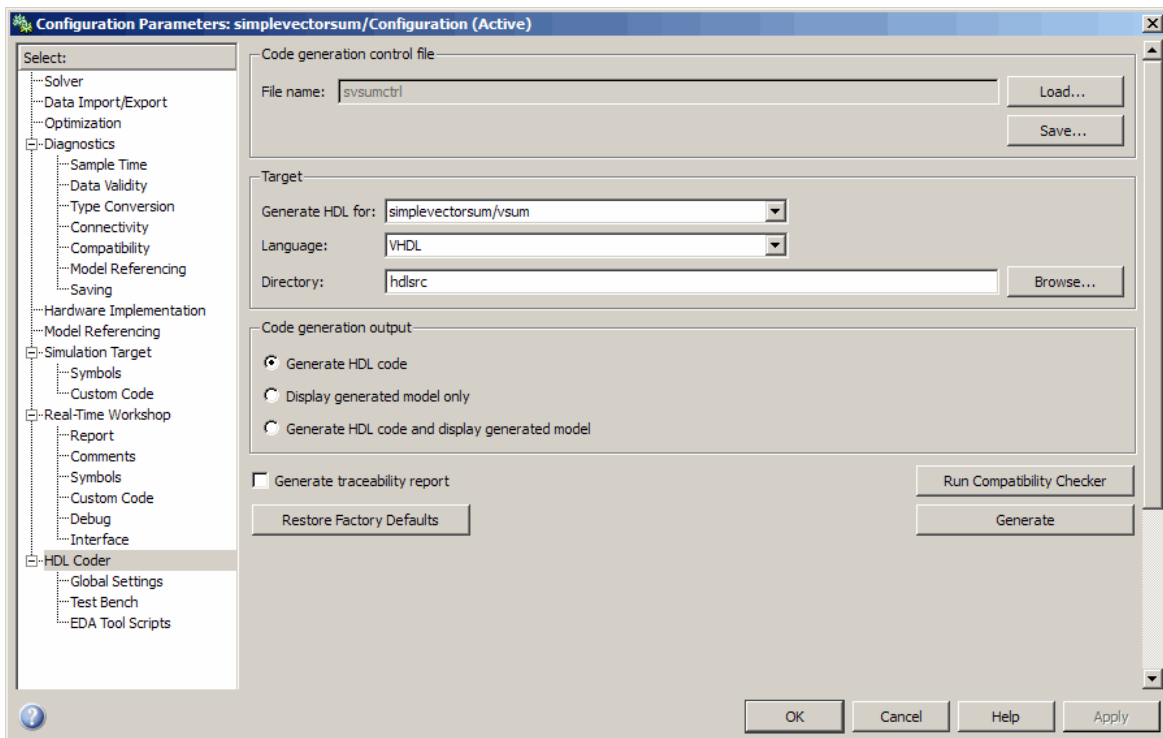 Configuration Parameters: simplevectorsum/Configuration (Active)
Select:
Solver
Data Import/Export
Optimization
Diagnostics
Sample Time
Data Validity
Type Conversion
Connectivity
Compatibility
Model Referencing
Saving
Hardware Implementation
Model Referencing
Simulation Target
Symbols
Custom Code
Real-Time Workshop
Report
Comments
Symbols
Custom Code
Debug
Interface
HDL Coder
Global Settings
Test Bench
EDA Tool Scripts
Code generation control file
File name: svsumctrl Load...
Save...
Target
Generate HDL for: simplevectorsum/vsum
Language: VHDL
Directory: hdlsrc Browse...
Code generation output
Generate HDL code
Display generated model only
Generate HDL code and display generated model
Generate traceability report Run Compatibility Checker
Restore Factory Defaults Generate
OK Cancel Help Apply